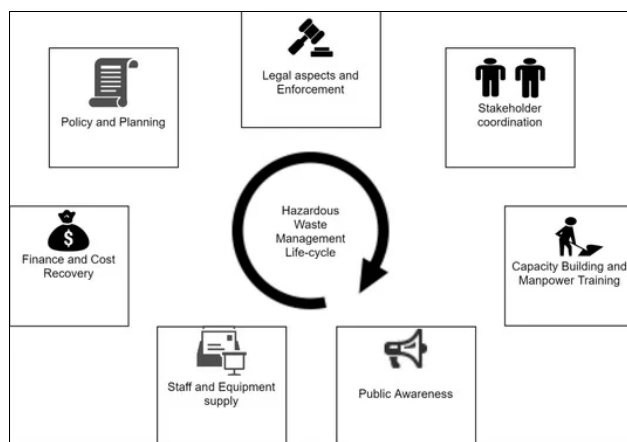 Legal aspects and
Enforcement
Policy and Planning
Stakeholder
coordination
Hazardous
Waste
Management
Life-cycle
$
Finance and Cost
Recovery
Capacity Building and
Manpower Training
Staff and Equipment
supply
Public Awareness